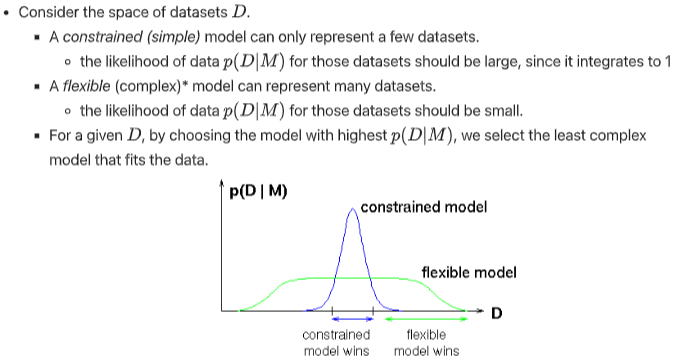 • Consider the space of datasets D.
▪ A constrained (simple) model can only represent a few datasets.
◦ the likelihood of data p(D|M) for those datasets should be large, since it integrates to 1
▪ A flexible (complex)* model can represent many datasets.
◦ the likelihood of data p(D|M) for those datasets should be small.
▪ For a given D, by choosing the model with highest p(D|M), we select the least complex
model that fits the data.
p(D | M)
constrained model
flexible model
D
constrained
model wins
flexible
model wins